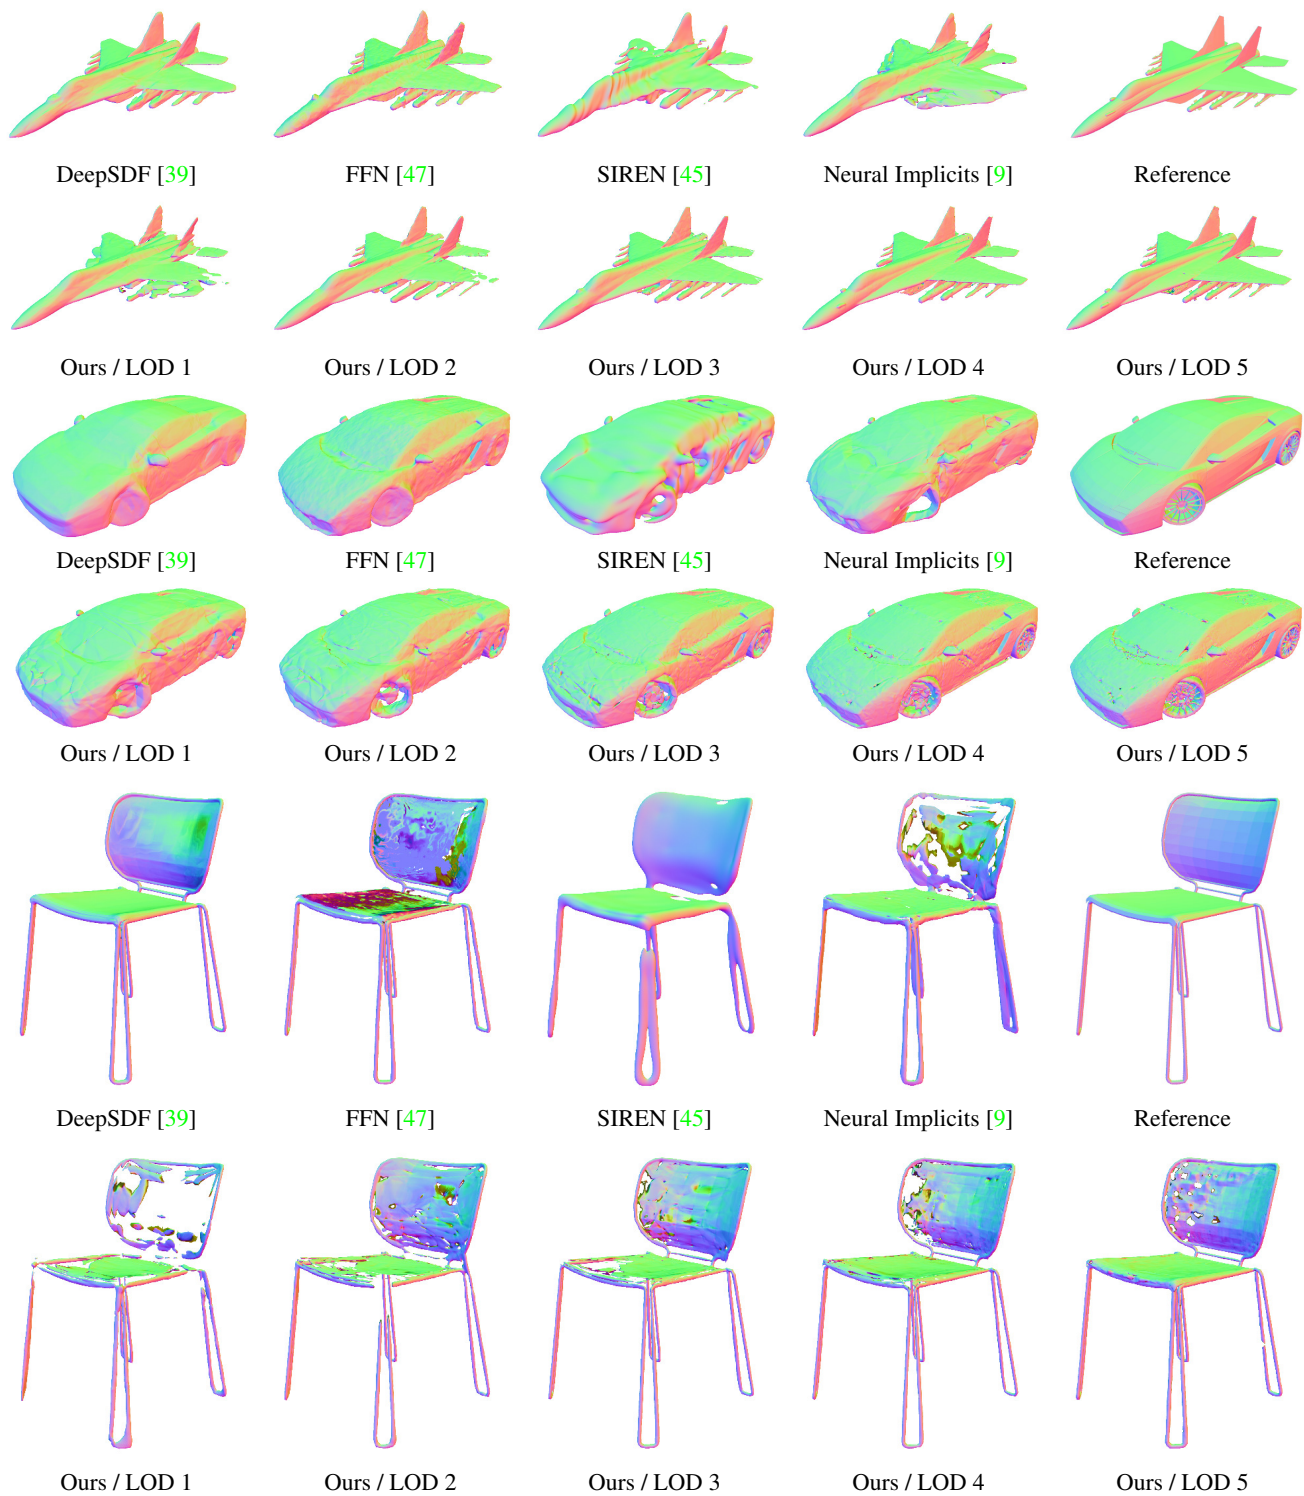 DeepSDF [39] FFN [47] SIREN [45] Neural Implicits [9] Reference
Ours / LOD 1 Ours / LOD 2 Ours / LOD 3 Ours / LOD 4 Ours / LOD 5
DeepSDF [39] FFN [47] SIREN [45] Neural Implicits [9] Reference
Ours / LOD 1 Ours / LOD 2 Ours / LOD 3 Ours / LOD 4 Ours / LOD 5
DeepSDF [39] FFN [47] SIREN [45] Neural Implicits [9] Reference
Ours / LOD 1 Ours / LOD 2 Ours / LOD 3 Ours / LOD 4 Ours / LOD 5